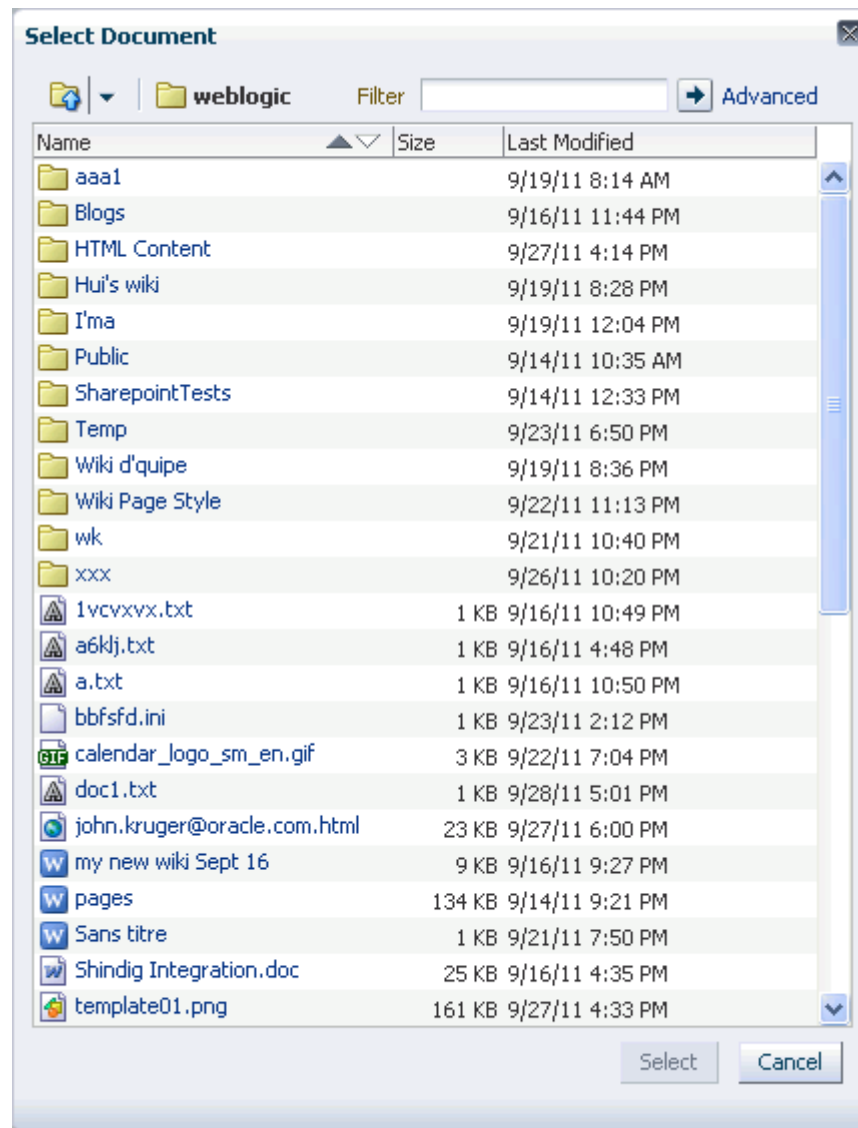 Select Document
weblogic Filter Advanced
Name Size Last Modified
aaa1 9/19/11 8:14 AM
Blogs 9/16/11 11:44 PM
HTML Content 9/27/11 4:14 PM
Hui's wiki 9/19/11 8:28 PM
I'ma 9/19/11 12:04 PM
Public 9/14/11 10:35 AM
SharepointTests 9/14/11 12:33 PM
Temp 9/23/11 6:50 PM
Wiki d'quipe 9/19/11 8:36 PM
Wiki Page Style 9/22/11 11:13 PM
wk 9/21/11 10:40 PM
xxx 9/26/11 10:20 PM
1vcvxvx.txt 1 KB 9/16/11 10:49 PM
a6klj.txt 1 KB 9/16/11 4:48 PM
a.txt 1 KB 9/16/11 10:50 PM
bbfsfd.ini 1 KB 9/23/11 2:12 PM
GIF calendar_logo_sm_en.gif 3 KB 9/22/11 7:04 PM
doc1.txt 1 KB 9/28/11 5:01 PM
john.kruger@oracle.com.html 23 KB 9/27/11 6:00 PM
W my new wiki Sept 16 9 KB 9/16/11 9:27 PM
W pages 134 KB 9/14/11 9:21 PM
W Sans titre 1 KB 9/21/11 7:50 PM
W Shindig Integration.doc 25 KB 9/16/11 4:35 PM
template01.png 161 KB 9/27/11 4:33 PM
Select Cancel